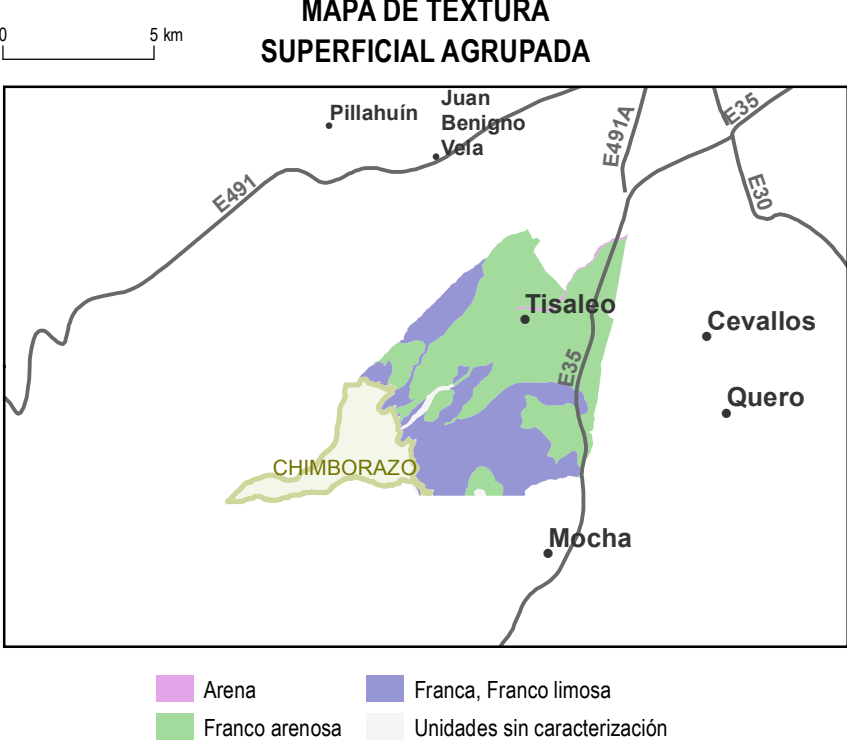 MAPA DE TEXTURA
SUPERFICIAL AGRUPADA
0 5 km
Pillahuín
Juan
Benigno
Vela
E491
E491A
E35
E30
Tisaleo
Cevallos
E35
Quero
CHIMBORAZO
Mocha
Arena
Franca, Franco limosa
Franco arenosa
Unidades sin caracterización